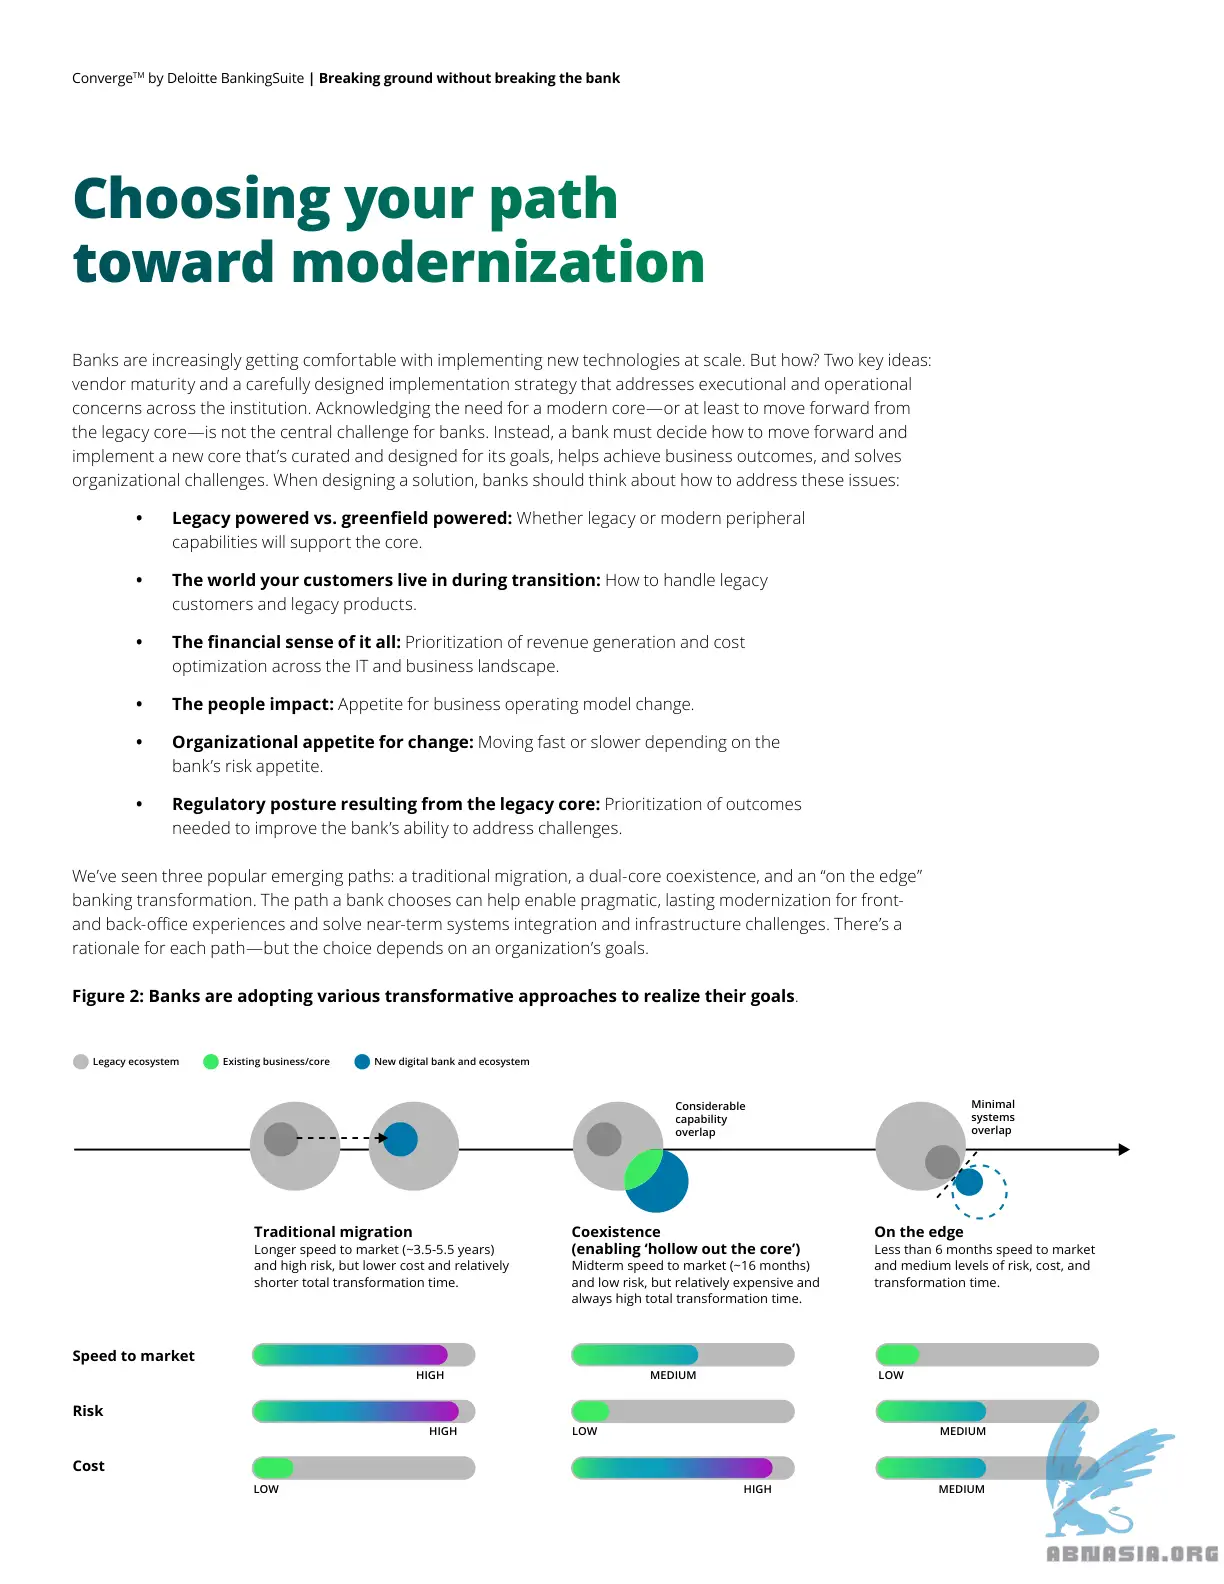 Converge™ by Deloitte BankingSuite | Breaking ground without breaking the bank
Choosing your path
toward modernization
Banks are increasingly getting comfortable with implementing new technologies at scale. But how? Two key ideas:
vendor maturity and a carefully designed implementation strategy that addresses executional and operational
concerns across the institution. Acknowledging the need for a modern core—or at least to move forward from
the legacy core—is not the central challenge for banks. Instead, a bank must decide how to move forward and
implement a new core that’s curated and designed for its goals, helps achieve business outcomes, and solves
organizational challenges. When designing a solution, banks should think about how to address these issues:
• Legacy powered vs. greenfield powered: Whether legacy or modern peripheral
capabilities will support the core.
• The world your customers live in during transition: How to handle legacy
customers and legacy products.
• The financial sense of it all: Prioritization of revenue generation and cost
optimization across the IT and business landscape.
• The people impact: Appetite for business operating model change.
• Organizational appetite for change: Moving fast or slower depending on the
bank’s risk appetite.
• Regulatory posture resulting from the legacy core: Prioritization of outcomes
needed to improve the bank’s ability to address challenges.
We’ve seen three popular emerging paths: a traditional migration, a dual-core coexistence, and an “on the edge”
banking transformation. The path a bank chooses can help enable pragmatic, lasting modernization for front-
and back-office experiences and solve near-term systems integration and infrastructure challenges. There’s a
rationale for each path—but the choice depends on an organization’s goals.
Figure 2: Banks are adopting various transformative approaches to realize their goals.
Legacy ecosystem
Existing business/core
New digital bank and ecosystem
Considerable
capability
overlap
Minimal
systems
overlap
Traditional migration
Longer speed to market (~3.5-5.5 years)
and high risk, but lower cost and relatively
shorter total transformation time.
Coexistence
(enabling ‘hollow out the core’)
Midterm speed to market (~16 months)
and low risk, but relatively expensive and
always high total transformation time.
On the edge
Less than 6 months speed to market
and medium levels of risk, cost, and
transformation time.
Speed to market
HIGH
MEDIUM
LOW
Risk
HIGH
LOW
MEDIUM
Cost
LOW
HIGH
MEDIUM
ABNASIA.ORG